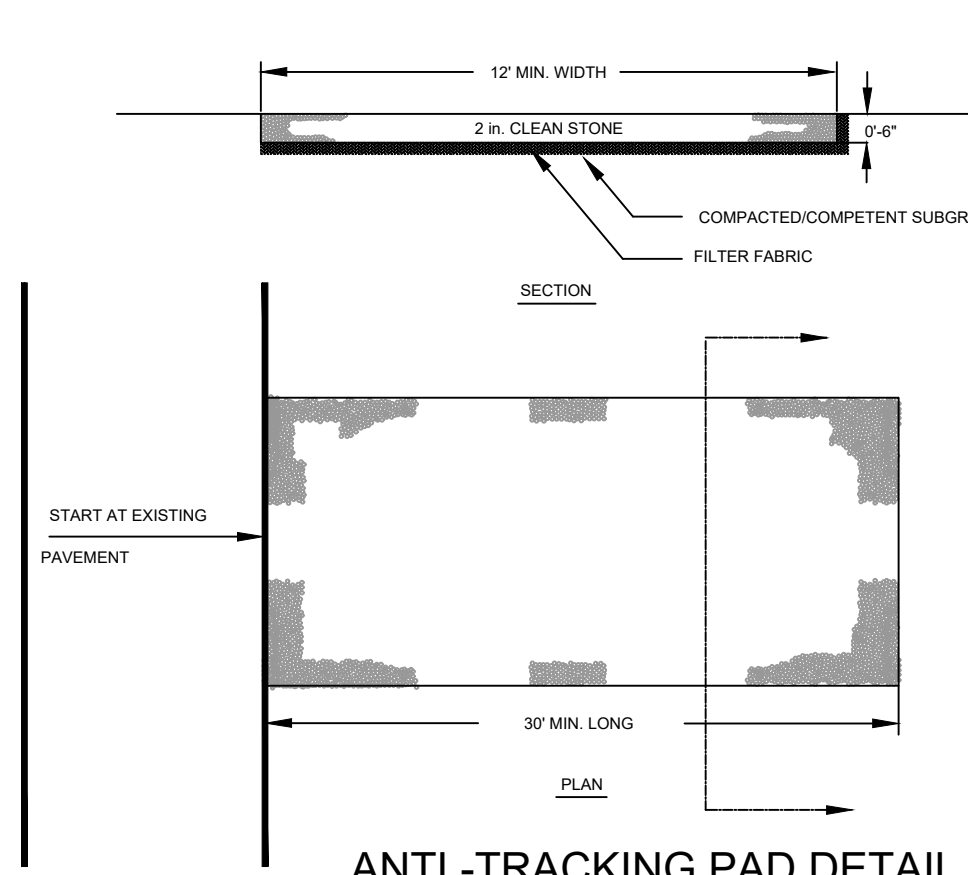 12' MIN. WIDTH
2 in. CLEAN STONE
0'-6"
COMPACTED/COMPETENT SUBGR
FILTER FABRIC
SECTION
START AT EXISTING
PAVEMENT
30' MIN. LONG
PLAN
ANTI-TRACKING PAD DETAIL